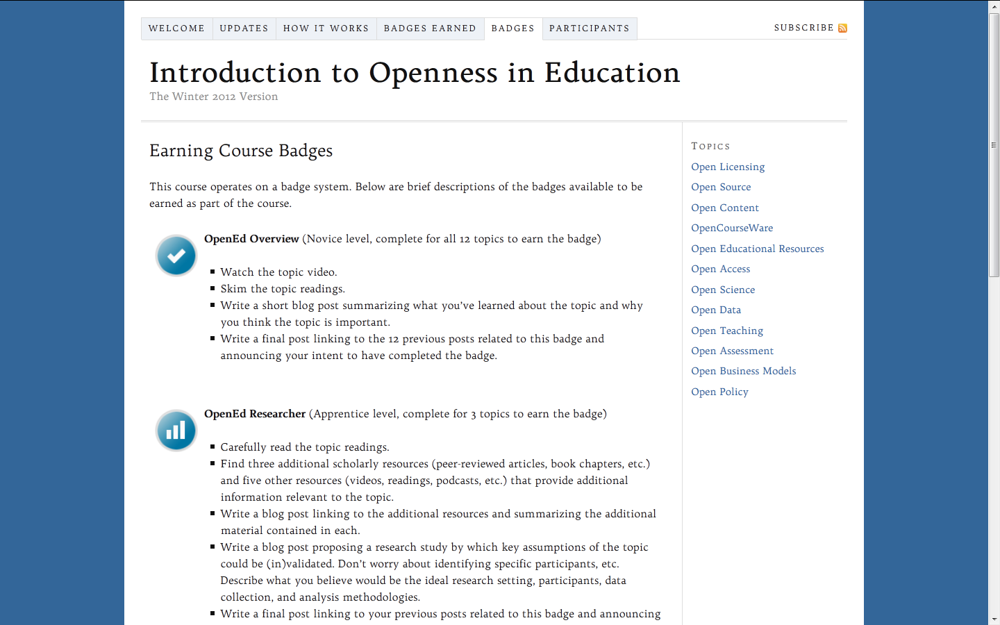 WELCOME UPDATES HOW IT WORKS BADGES EARNED BADGES PARTICIPANTS SUBSCRIBE
Introduction to Openness in Education
The Winter 2012 Version
Earning Course Badges
This course operates on a badge system. Below are brief descriptions of the badges available to be
earned as part of the course.
OpenEd Overview (Novice level, complete for all 12 topics to earn the badge)
Watch the topic video.
Skim the topic readings.
Write a short blog post summarizing what you’ve learned about the topic and why
you think the topic is important.
Write a final post linking to the 12 previous posts related to this badge and
announcing your intent to have completed the badge.
OpenEd Researcher (Apprentice level, complete for 3 topics to earn the badge)
Carefully read the topic readings.
Find three additional scholarly resources (peer-reviewed articles, book chapters, etc.)
and five other resources (videos, readings, podcasts, etc.) that provide additional
information relevant to the topic.
Write a blog post linking to the additional resources and summarizing the additional
material contained in each.
Write a blog post proposing a research study by which key assumptions of the topic
could be (in)validated. Don’t worry about identifying specific participants, etc.
Describe what you believe would be the ideal research setting, participants, data
collection, and analysis methodologies.
Write a final post linking to your previous posts related to this badge and announcing
Topics
Open Licensing
Open Source
Open Content
OpenCourseWare
Open Educational Resources
Open Access
Open Science
Open Data
Open Teaching
Open Assessment
Open Business Models
Open Policy